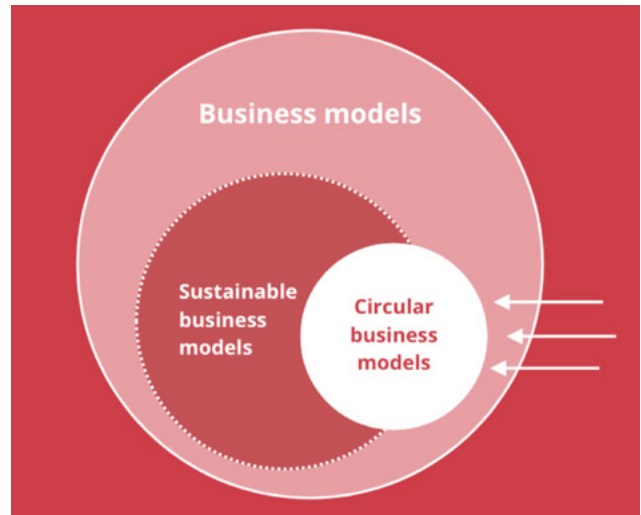 Business models
Sustainable
business
models
Circular
business
models